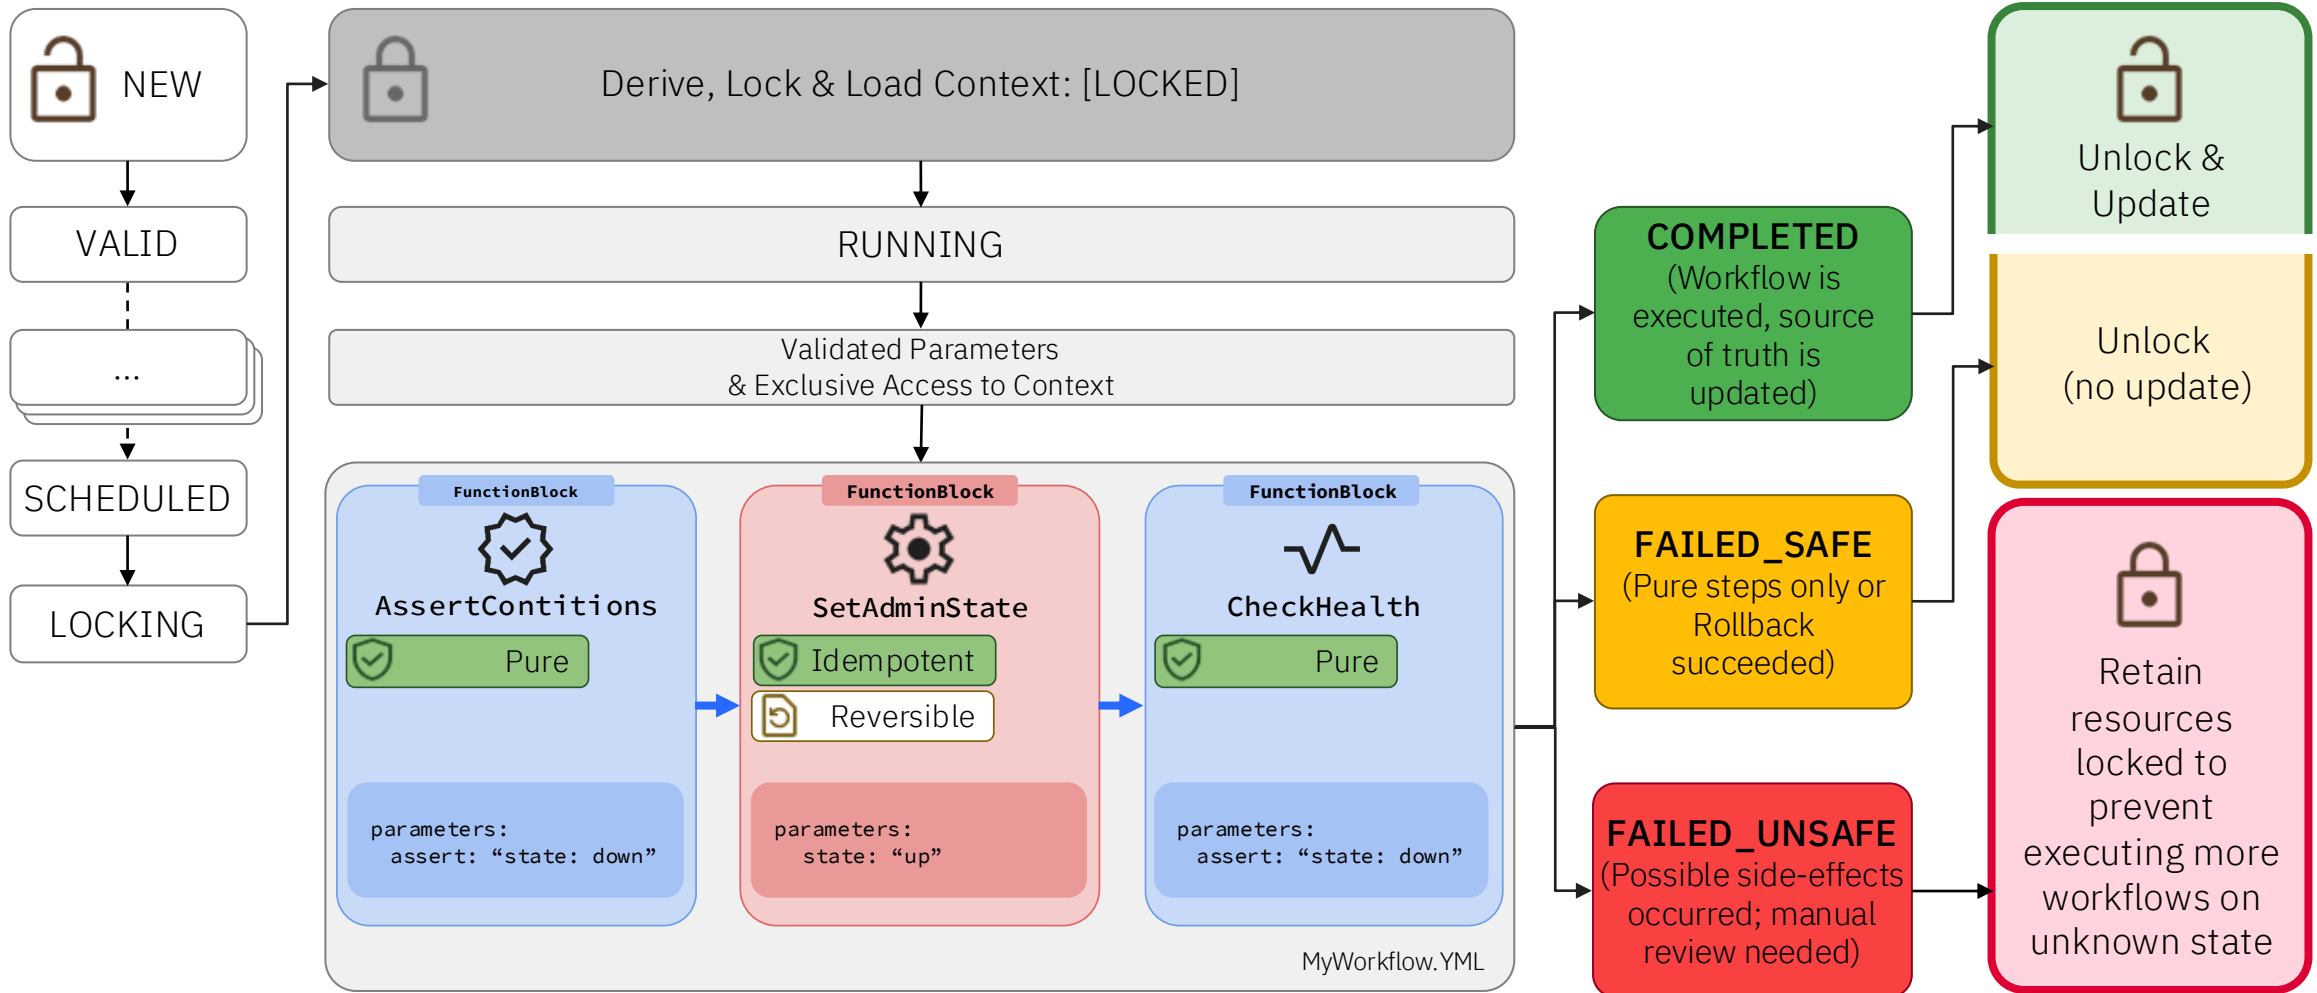 NEW
VALID
...
SCHEDULED
LOCKING
Derive, Lock & Load Context: [LOCKED]
RUNNING
Validated Parameters
& Exclusive Access to Context
FunctionBlock
AssertContitions
Pure
parameters:
assert: “state: down”
FunctionBlock
SetAdminState
Idempotent
Reversible
parameters:
state: “up”
FunctionBlock
CheckHealth
Pure
parameters:
assert: “state: down”
MyWorkflow.YML
COMPLETED
(Workflow is
executed, source
of truth is
updated)
FAILED_SAFE
(Pure steps only or
Rollback
succeeded)
FAILED_UNSAFE
(Possible side-effects
occurred; manual
review needed)
Unlock &
Update
Unlock
(no update)
Retain
resources
locked to
prevent
executing more
workflows on
unknown state